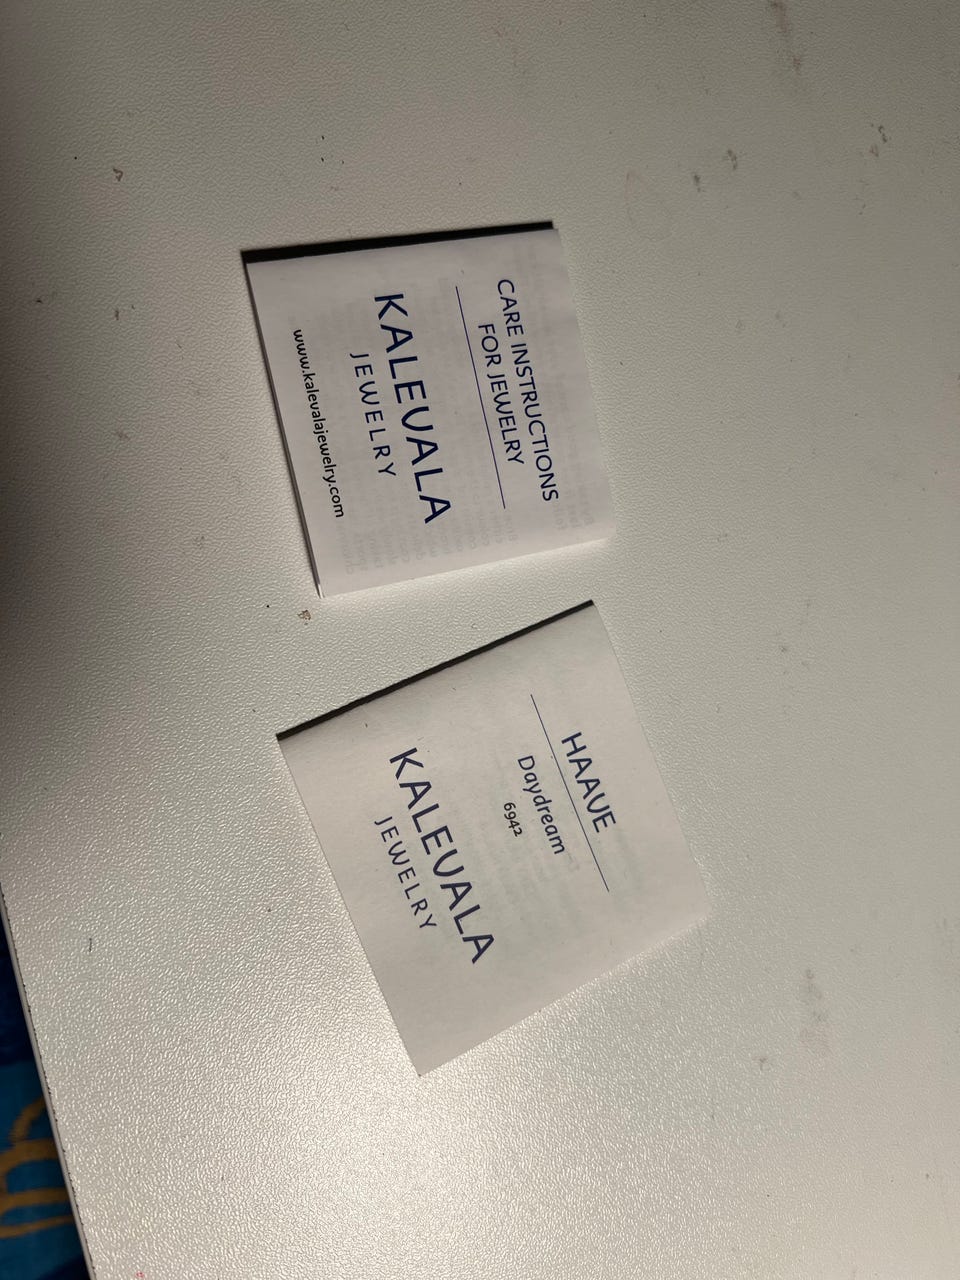 CARE INSTRUCTIONS
FOR JEWELRY
KALEVALA
JEWELRY
www.kalevalajewelry.com
HAAVE
Daydream
6942
KALEVALA
JEWELRY